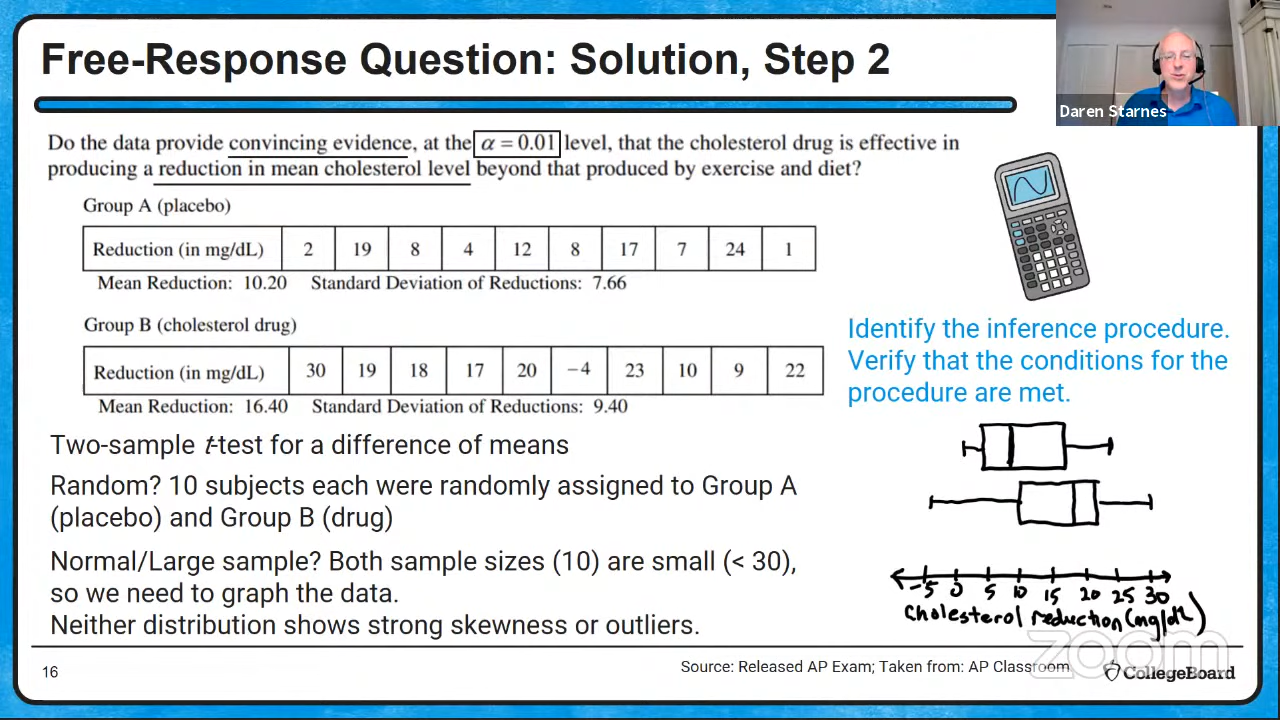 Free-Response Question: Solution, Step 2
Daren Starnes
Do the data provide convincing evidence, at the α = 0.01 level, that the cholesterol drug is effective in
producing a reduction in mean cholesterol level beyond that produced by exercise and diet?
Group A (placebo)
Reduction (in mg/dL) 2 19 8 4 12 8 17 7 24 1
Mean Reduction: 10.20 Standard Deviation of Reductions: 7.66
Group B (cholesterol drug)
Reduction (in mg/dL) 30 19 18 17 20 −4 23 10 9 22
Mean Reduction: 16.40 Standard Deviation of Reductions: 9.40
Identify the inference procedure.
Verify that the conditions for the
procedure are met.
Two-sample t-test for a difference of means
Random? 10 subjects each were randomly assigned to Group A
(placebo) and Group B (drug)
Normal/Large sample? Both sample sizes (10) are small (< 30),
so we need to graph the data.
Neither distribution shows strong skewness or outliers.
-5 0 5 10 15 20 25 30
Cholesterol reduction (mg/dL)
zoom
16
Source: Released AP Exam; Taken from: AP Classroom
CollegeBoard